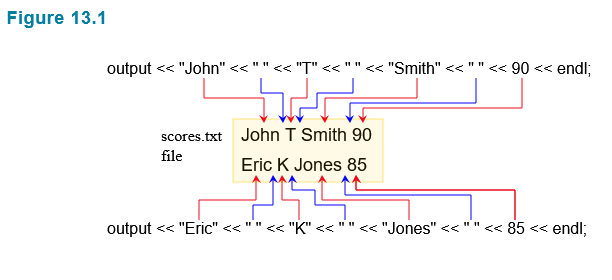 Figure 13.1
output << "John" << " " << "T" << " " << "Smith" << " " << 90 << endl;
scores.txt
file
John T Smith 90
Eric K Jones 85
output << "Eric" << " " << "K" << " " << "Jones" << " " << 85 << endl;